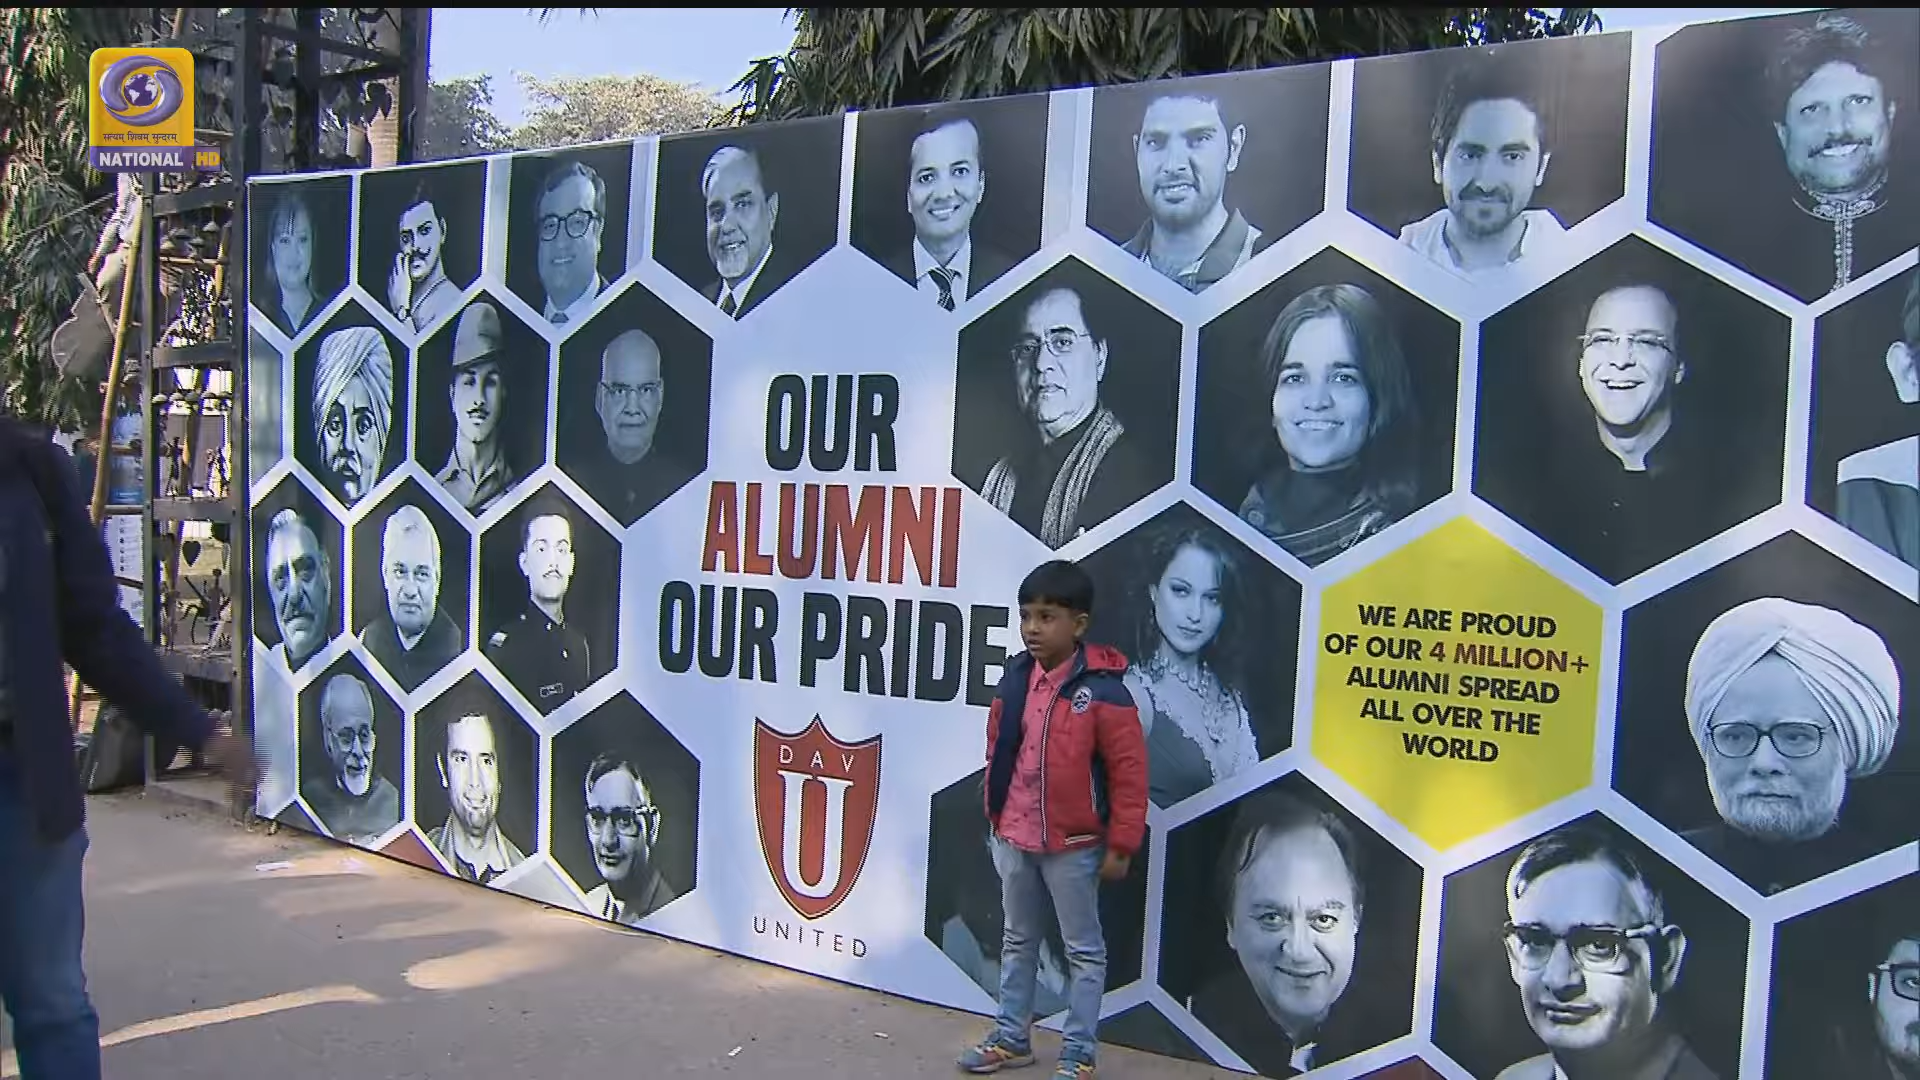 सत्यम् शिवम् सुन्दरम्
NATIONAL HD
OUR
ALUMNI
OUR PRIDE
DAV
U
UNITED
WE ARE PROUD
OF OUR 4 MILLION+
ALUMNI SPREAD
ALL OVER THE
WORLD